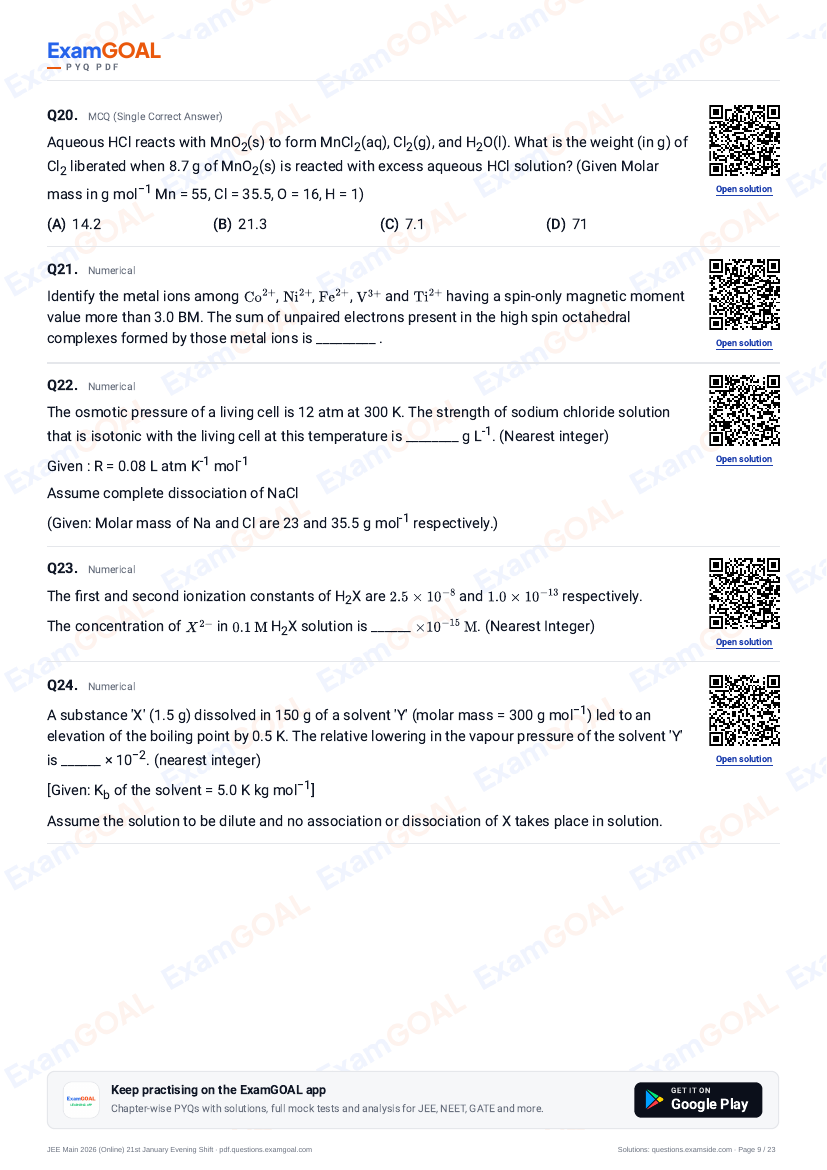 ExamGOAL
PYQ PDF
Q20. MCQ (Single Correct Answer)
Aqueous HCl reacts with MnO₂(s) to form MnCl₂(aq), Cl₂(g), and H₂O(l). What is the weight (in g) of
Cl₂ liberated when 8.7 g of MnO₂(s) is reacted with excess aqueous HCl solution? (Given Molar
mass in g mol⁻¹ Mn = 55, Cl = 35.5, O = 16, H = 1)
(A) 14.2 (B) 21.3 (C) 7.1 (D) 71
Open solution
Q21. Numerical
Identify the metal ions among Co²⁺, Ni²⁺, Fe²⁺, V³⁺ and Ti²⁺ having a spin-only magnetic moment
value more than 3.0 BM. The sum of unpaired electrons present in the high spin octahedral
complexes formed by those metal ions is _________ .
Open solution
Q22. Numerical
The osmotic pressure of a living cell is 12 atm at 300 K. The strength of sodium chloride solution
that is isotonic with the living cell at this temperature is ________ g L⁻¹. (Nearest integer)
Given : R = 0.08 L atm K⁻¹ mol⁻¹
Assume complete dissociation of NaCl
(Given: Molar mass of Na and Cl are 23 and 35.5 g mol⁻¹ respectively.)
Open solution
Q23. Numerical
The first and second ionization constants of H₂X are 2.5 × 10⁻⁸ and 1.0 × 10⁻¹³ respectively.
The concentration of X²⁻ in 0.1 M H₂X solution is ______ ×10⁻¹⁵ M. (Nearest Integer)
Open solution
Q24. Numerical
A substance 'X' (1.5 g) dissolved in 150 g of a solvent 'Y' (molar mass = 300 g mol⁻¹) led to an
elevation of the boiling point by 0.5 K. The relative lowering in the vapour pressure of the solvent 'Y'
is ______ × 10⁻². (nearest integer)
[Given: K_b of the solvent = 5.0 K kg mol⁻¹]
Assume the solution to be dilute and no association or dissociation of X takes place in solution.
Open solution
ExamGOAL
Keep practising on the ExamGOAL app
Chapter-wise PYQs with solutions, full mock tests and analysis for JEE, NEET, GATE and more.
GET IT ON
Google Play
JEE Main 2026 (Online) 21st January Evening Shift · pdf.questions.examgoal.com
Solutions: questions.examside.com · Page 9 / 23